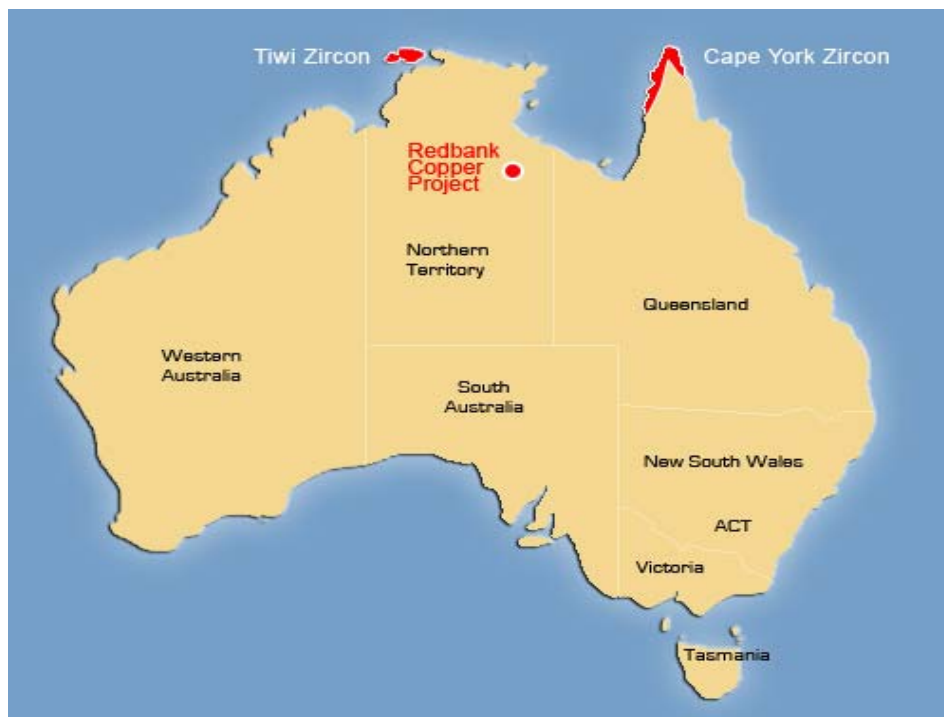 Tiwi Zircon
Cape York Zircon
Redbank
Copper
Project
Northern
Territory
Queensland
Western
Australia
South
Australia
New South Wales
ACT
Victoria
Tasmania